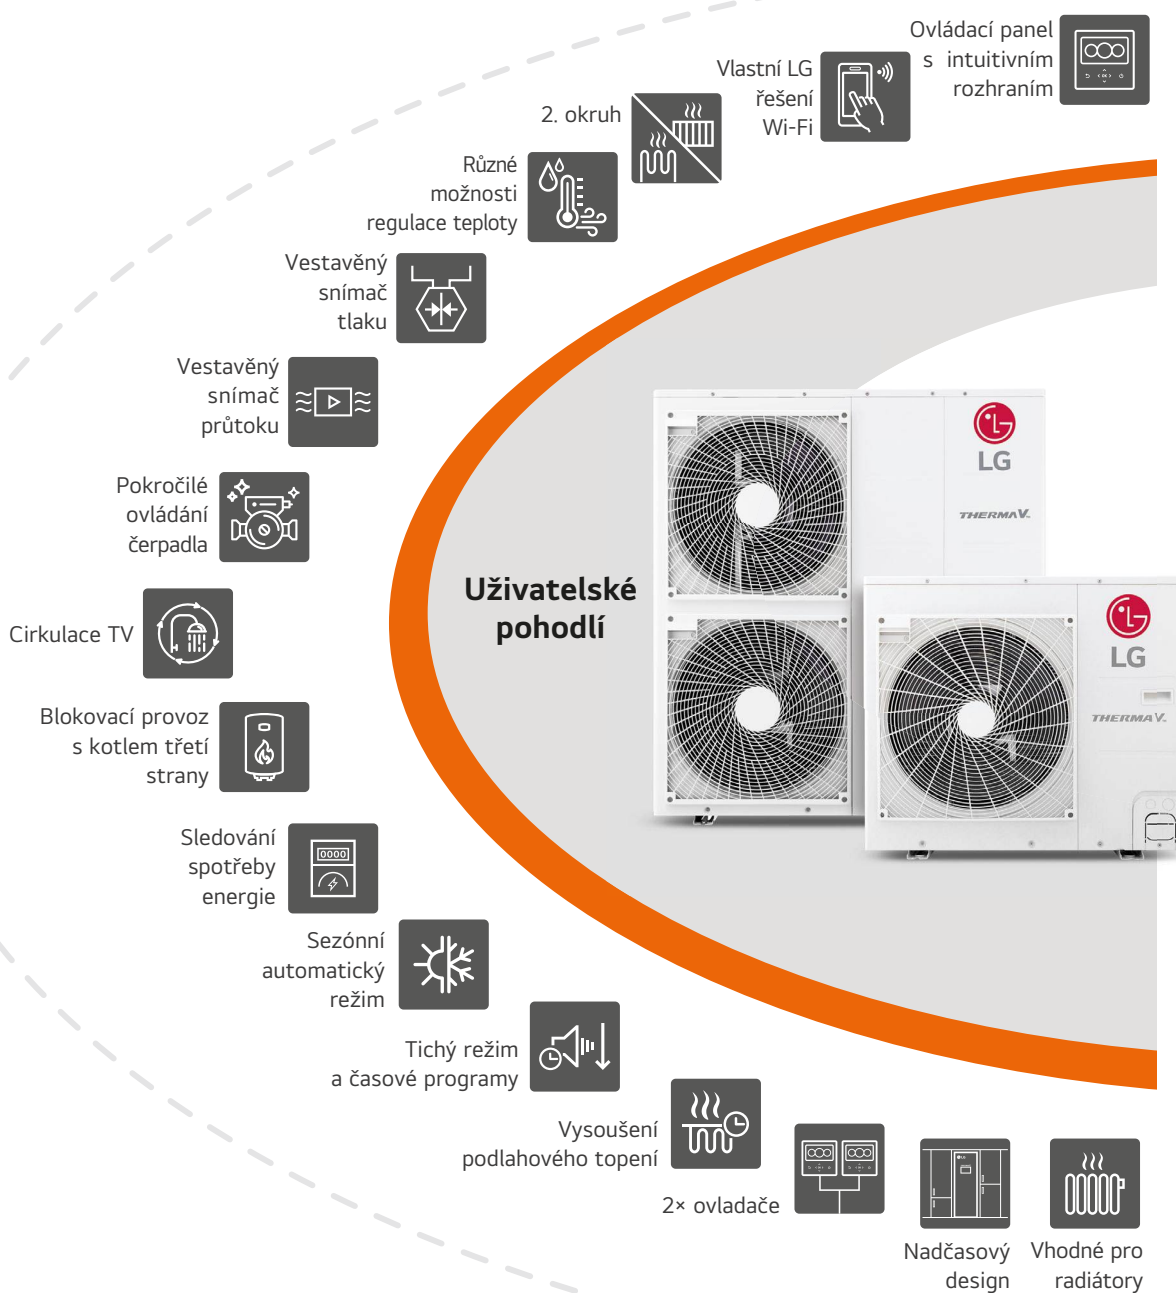 Ovládací panel
s intuitivním
rozhraním
Vlastní LG
řešení
Wi-Fi
2. okruh
Různé
možnosti
regulace teploty
Vestavěný
snímač
tlaku
Vestavěný
snímač
průtoku
Pokročilé
ovládání
čerpadla
Cirkulace TV
Blokovací provoz
s kotlem třetí
strany
Sledování
spotřeby
energie
0000
Sezónní
automatický
režim
Tichý režim
a časové programy
Vysoušení
podlahového topení
2× ovladače
Nadčasový
design
Vhodné pro
radiátory
Uživatelské
pohodlí
LG
THERMA V.
LG
THERMA V.